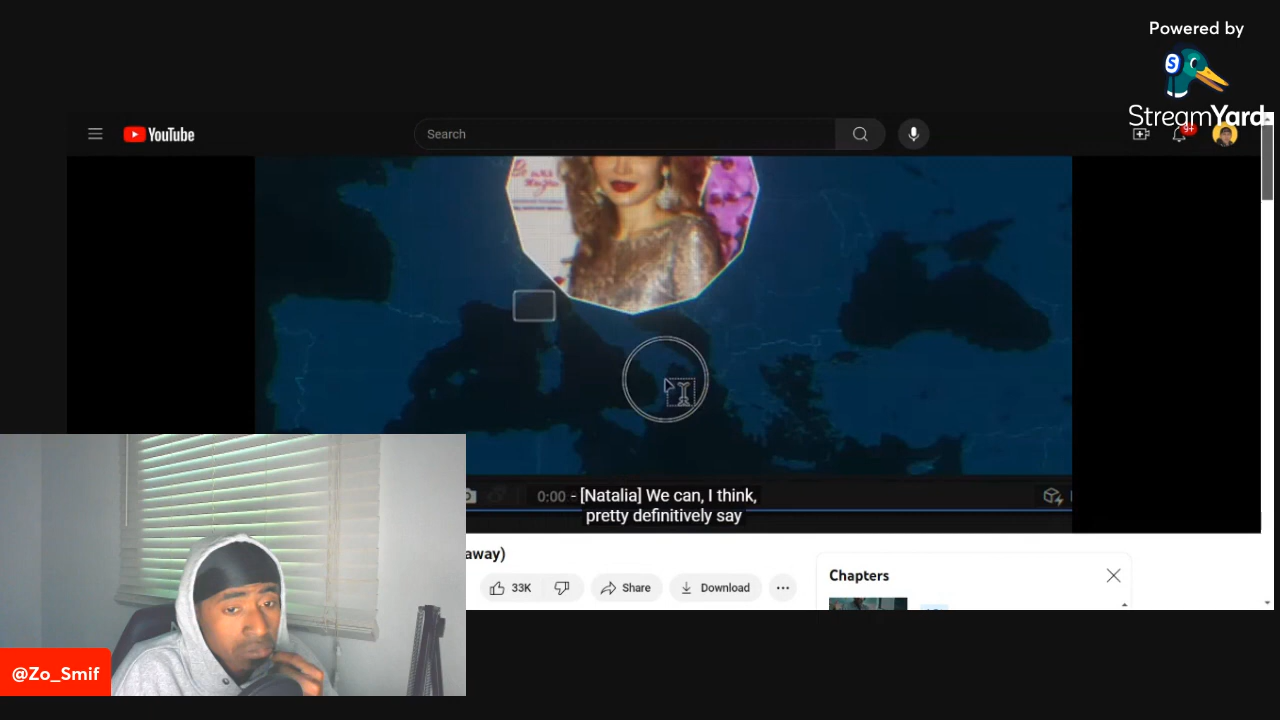 Powered by
S
StreamYard
YouTube
Search
9+
0:00
- [Natalia] We can, I think,
pretty definitively say
away)
33K
Share
Download
Chapters
@Zo_Smif